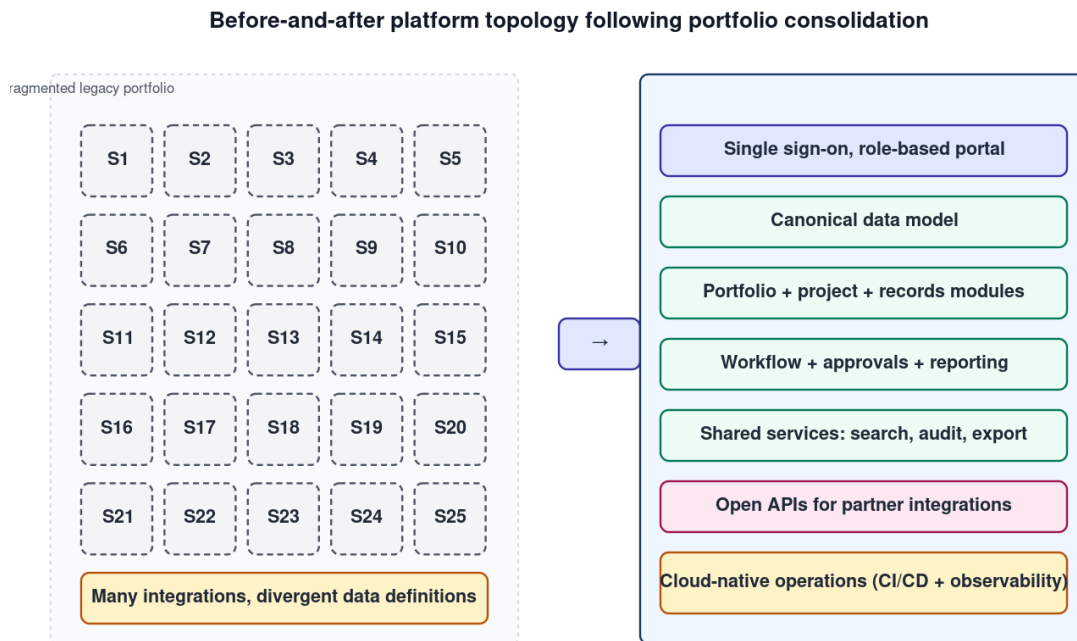 Before-and-after platform topology following portfolio consolidation
ragmented legacy portfolio
S1 S2 S3 S4 S5
S6 S7 S8 S9 S10
S11 S12 S13 S14 S15
S16 S17 S18 S19 S20
S21 S22 S23 S24 S25
Many integrations, divergent data definitions
→
Single sign-on, role-based portal
Canonical data model
Portfolio + project + records modules
Workflow + approvals + reporting
Shared services: search, audit, export
Open APIs for partner integrations
Cloud-native operations (CI/CD + observability)